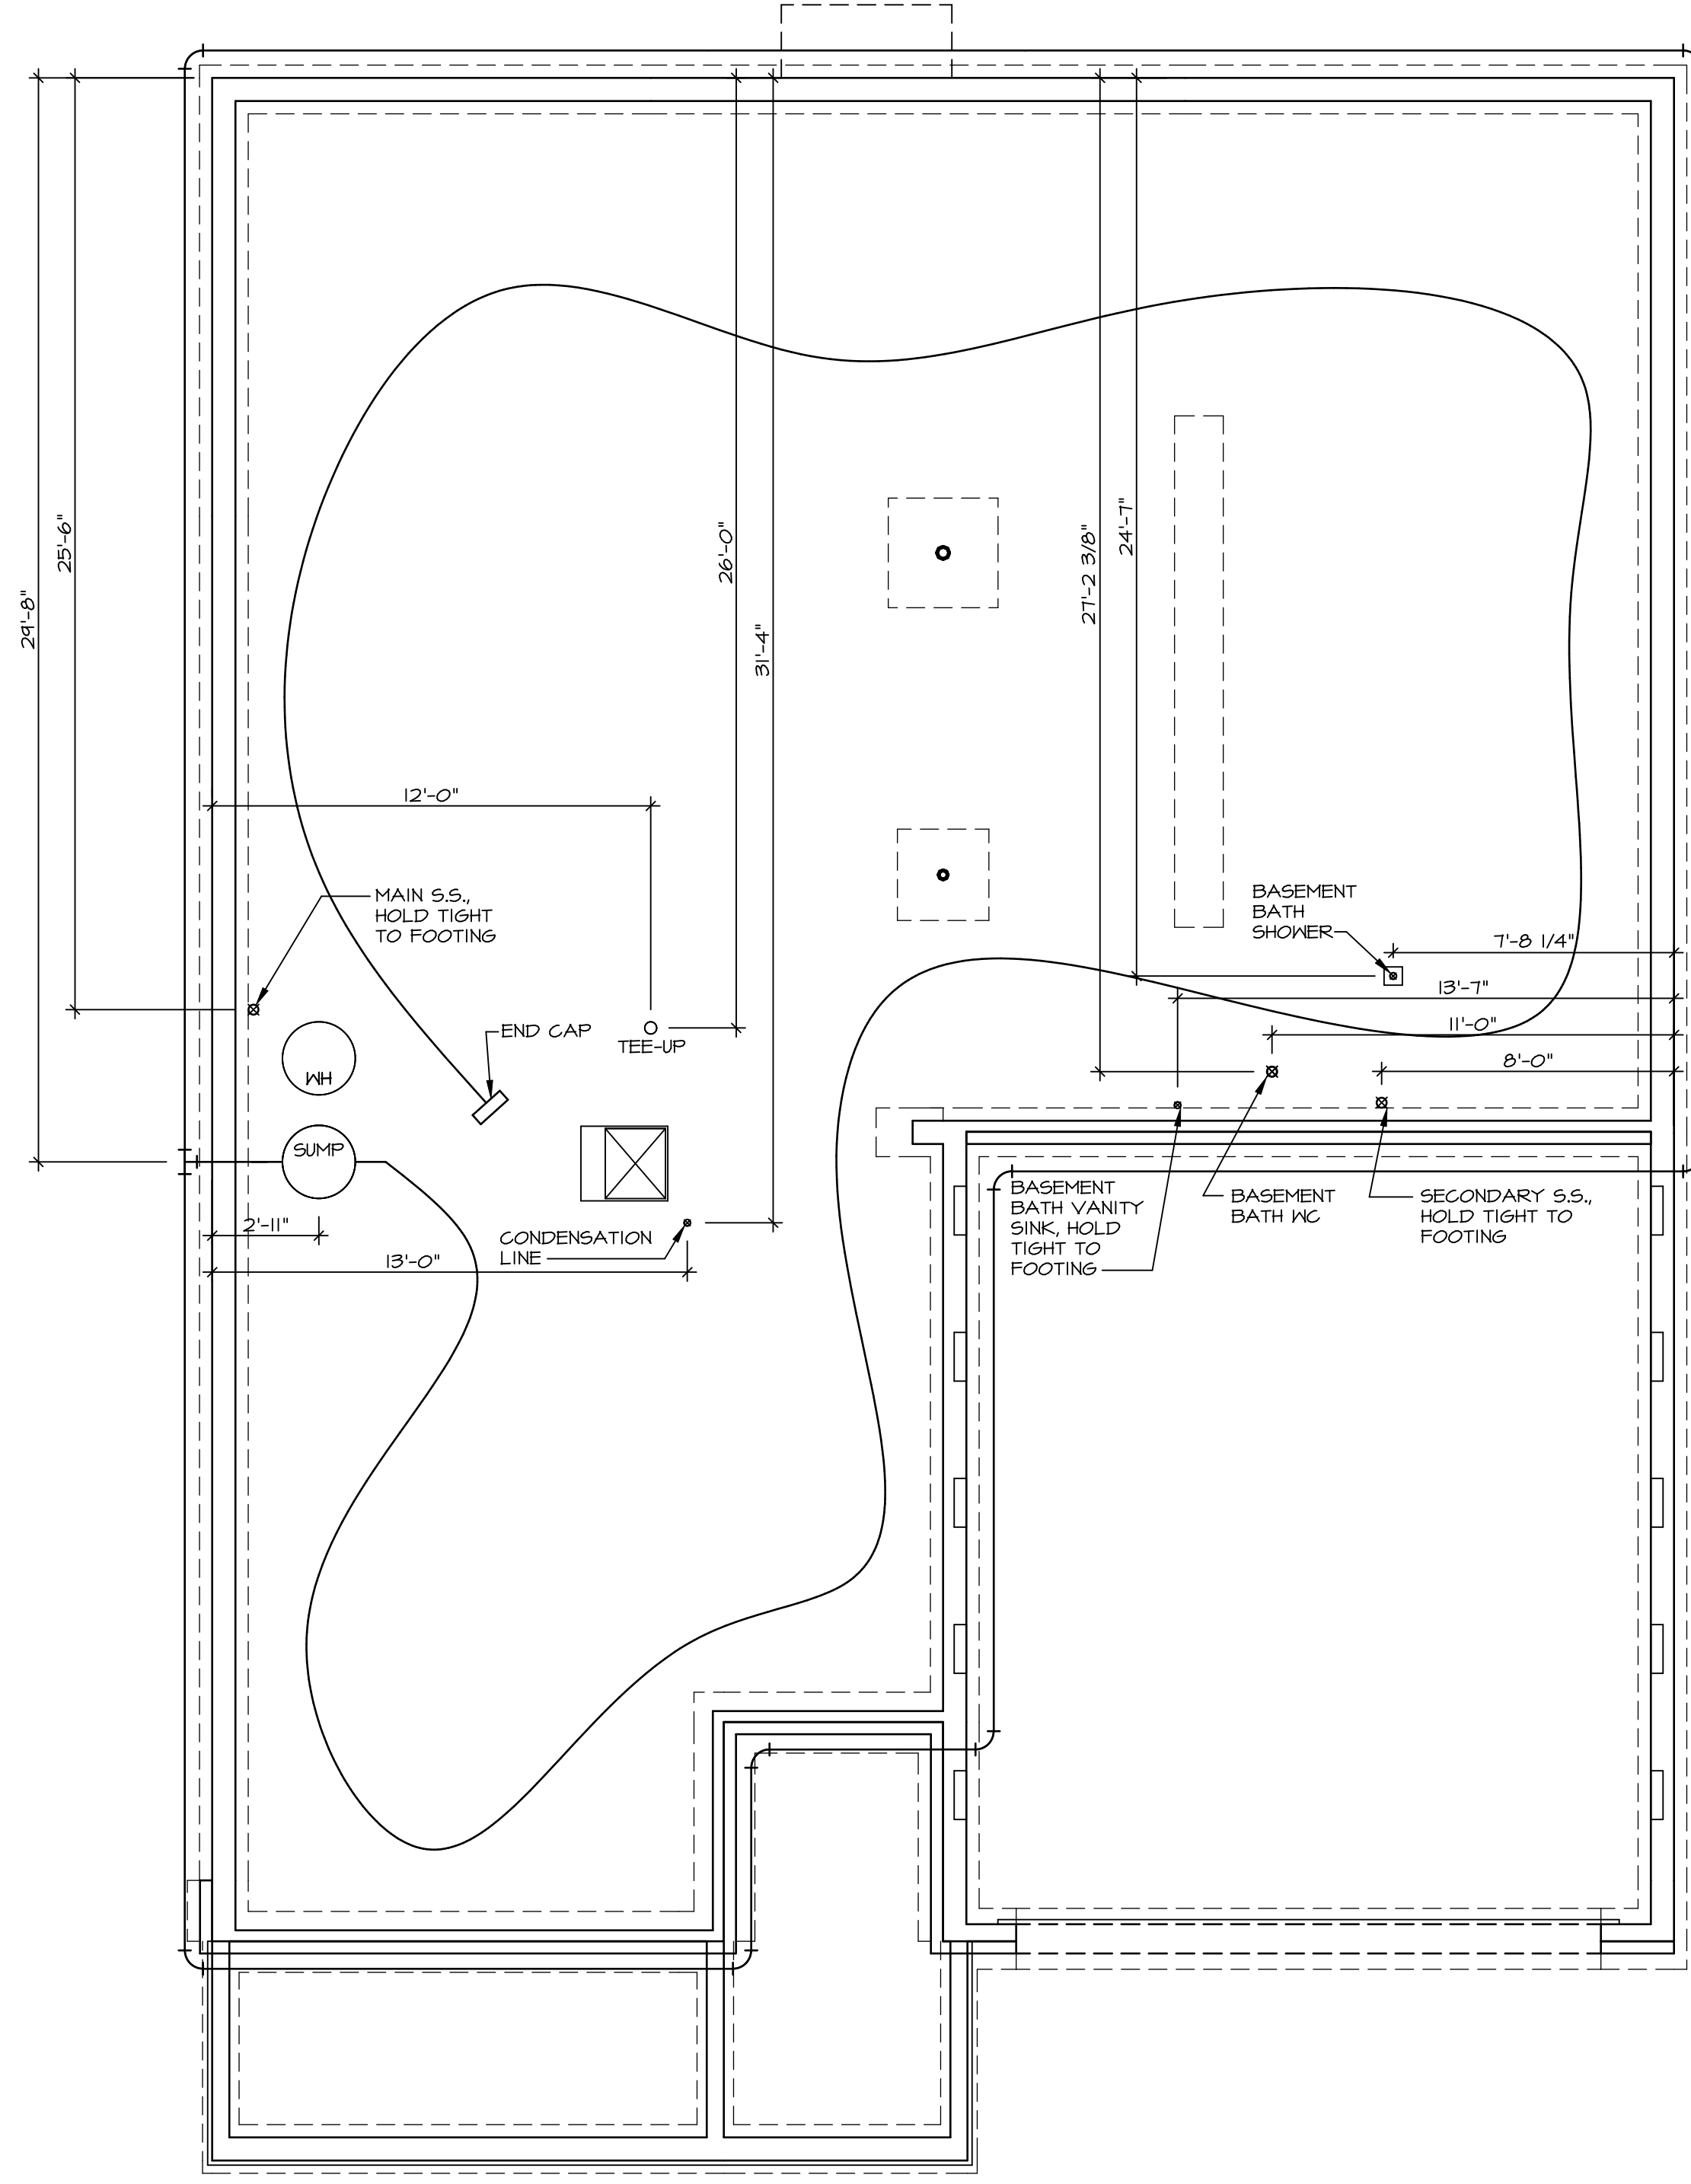 25'-6"
29'-8"
26'-0"
31'-4"
27'-2 3/8"
24'-7"
12'-0"
MAIN S.S.,
HOLD TIGHT
TO FOOTING
BASEMENT
BATH
SHOWER
7'-8 1/4"
13'-7"
11'-0"
8'-0"
END CAP
TEE-UP
WH
SUMP
2'-11"
13'-0"
CONDENSATION
LINE
BASEMENT
BATH VANITY
SINK, HOLD
TIGHT TO
FOOTING
BASEMENT
BATH WC
SECONDARY S.S.,
HOLD TIGHT TO
FOOTING